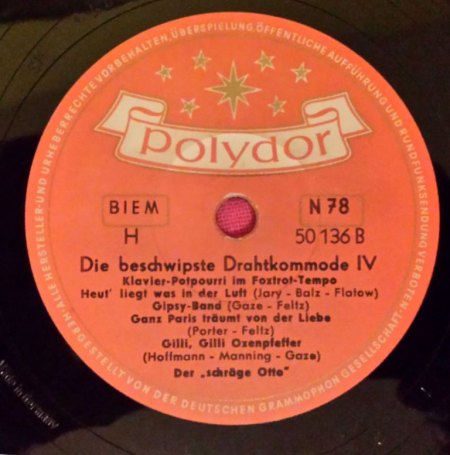 ALLE HERSTELLER- UND URHEBERRECHTE VORBEHALTEN, ÜBERSPIELUNG, ÖFFENTLICHE AUFFÜHRUNG UND RUNDFUNKSENDUNG VERBOTEN.
polydor
BIEM N 78
H 50 136 B
Die beschwipste Drahtkommode IV
Klavier-Potpourri im Foxtrot-Tempo
Heut' liegt was in der Luft (Jary - Balz - Flatow)
Gipsy-Band (Gaze - Feltz)
Ganz Paris träumt von der Liebe
(Porter - Feltz)
Gilli, Gilli Oxenpfeffer
(Hoffmann - Manning - Gaze)
Der „schräge Otto"
HERGESTELLT VON DER DEUTSCHEN GRAMMOPHON GESELLSCHAFT·HANNOVER